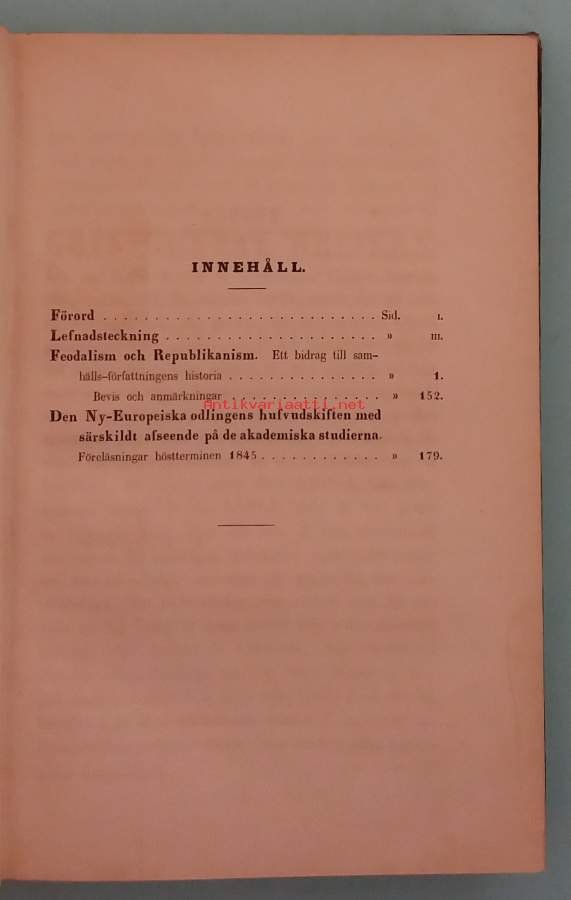 INNEHÅLL.
Förord . . . . . . . . . . . . . . . . . . . . . . . . . . . . Sid. I.
Lefnadsteckning . . . . . . . . . . . . . . . . . . . . . » III.
Feodalism och Republikanism. Ett bidrag till sam-
hälls-författningens historia . . . . . . . . . . . . . . . » 1.
Bevis och anmärkningar . . . . . . . . . . . . . . . . » 152.
Antikvariaatti.net
Den Ny-Europeiska odlingens hufvudskiften med
särskildt afseende på de akademiska studierna.
Föreläsningar höstterminen 1845 . . . . . . . . . . . . » 179.